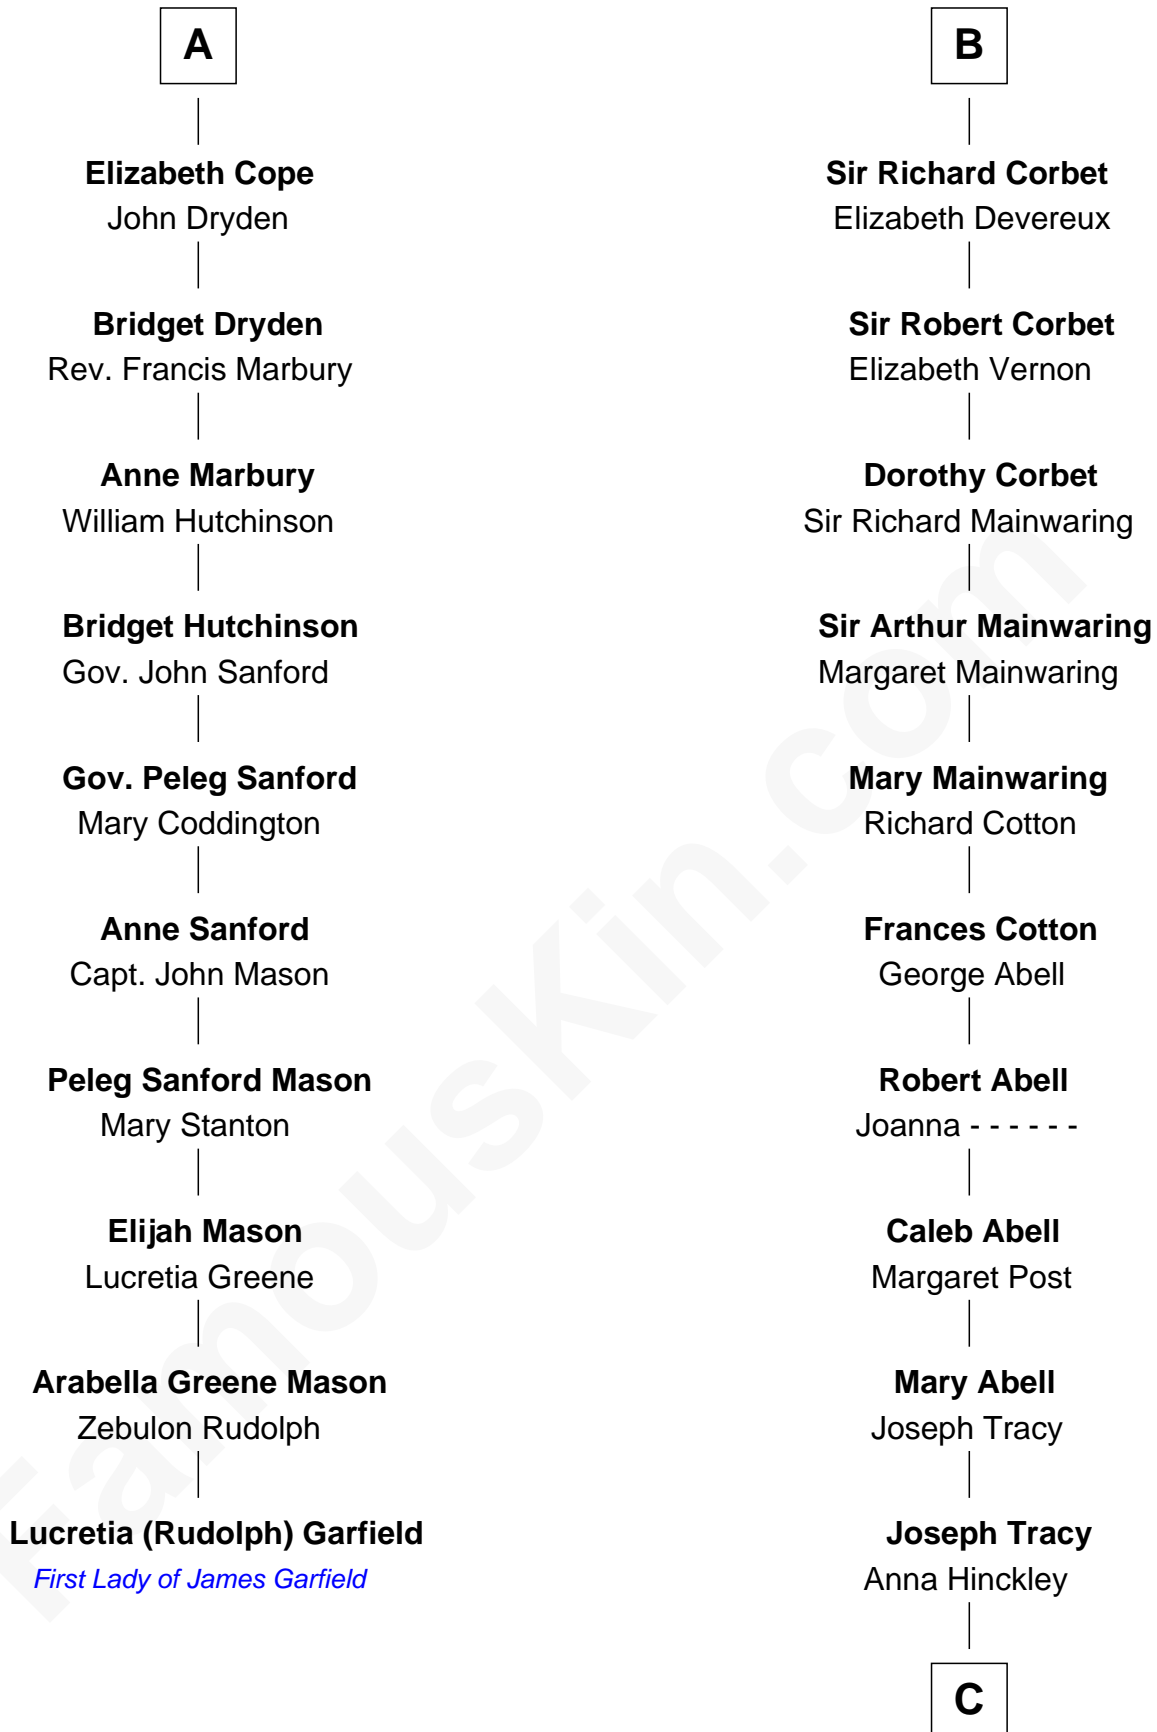 A
Elizabeth Cope
John Dryden
Bridget Dryden
Rev. Francis Marbury
Anne Marbury
William Hutchinson
Bridget Hutchinson
Gov. John Sanford
Gov. Peleg Sanford
Mary Coddington
Anne Sanford
Capt. John Mason
Peleg Sanford Mason
Mary Stanton
Elijah Mason
Lucretia Greene
Arabella Greene Mason
Zebulon Rudolph
Lucretia (Rudolph) Garfield
First Lady of James Garfield
B
Sir Richard Corbet
Elizabeth Devereux
Sir Robert Corbet
Elizabeth Vernon
Dorothy Corbet
Sir Richard Mainwaring
Sir Arthur Mainwaring
Margaret Mainwaring
Mary Mainwaring
Richard Cotton
Frances Cotton
George Abell
Robert Abell
Joanna - - - - - -
Caleb Abell
Margaret Post
Mary Abell
Joseph Tracy
Joseph Tracy
Anna Hinckley
C
FamousKin.com